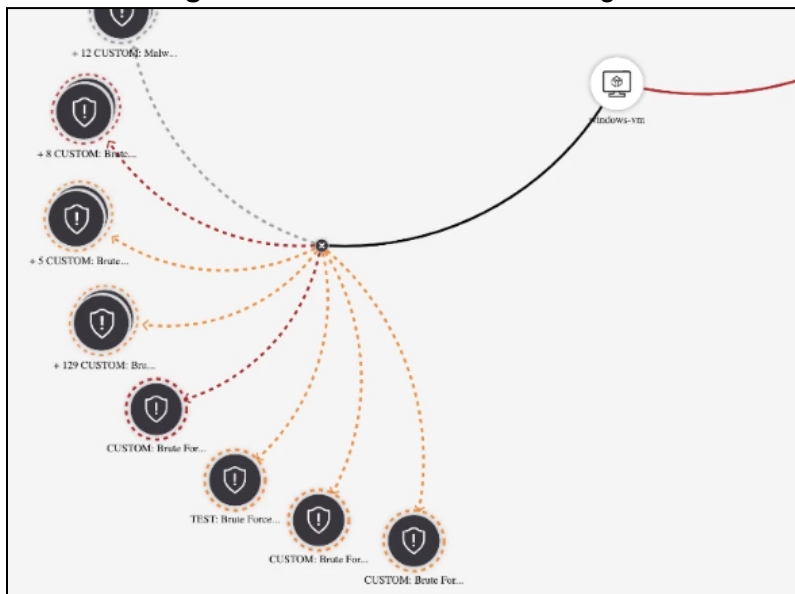 + 12 CUSTOM: Malw...
windows-vm
+ 8 CUSTOM: Brute...
+ 5 CUSTOM: Brute...
+ 129 CUSTOM: Bru...
CUSTOM: Brute For...
TEST: Brute Force...
CUSTOM: Brute For...
CUSTOM: Brute For...